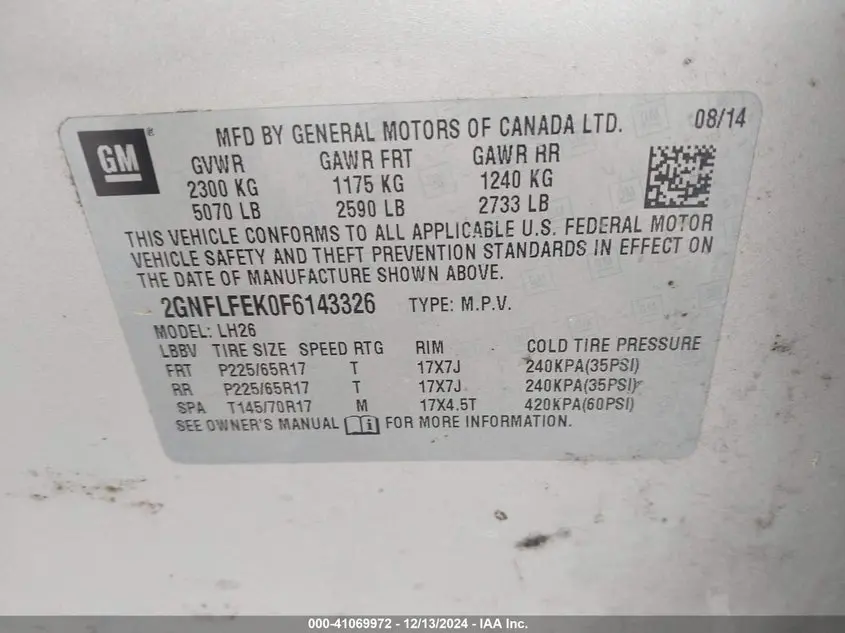 GM ®
MFD BY GENERAL MOTORS OF CANADA LTD. 08/14
GVWR GAWR FRT GAWR RR
2300 KG 1175 KG 1240 KG
5070 LB 2590 LB 2733 LB
THIS VEHICLE CONFORMS TO ALL APPLICABLE U.S. FEDERAL MOTOR
VEHICLE SAFETY AND THEFT PREVENTION STANDARDS IN EFFECT ON
THE DATE OF MANUFACTURE SHOWN ABOVE.
2GNFLFEK0F6143326 TYPE: M.P.V.
MODEL: LH26
LBBV TIRE SIZE SPEED RTG RIM COLD TIRE PRESSURE
FRT P225/65R17 T 17X7J 240KPA(35PSI)
RR P225/65R17 T 17X7J 240KPA(35PSI)
SPA T145/70R17 M 17X4.5T 420KPA(60PSI)
SEE OWNER'S MANUAL i FOR MORE INFORMATION.
000-41069972 - 12/13/2024 - IAA Inc.